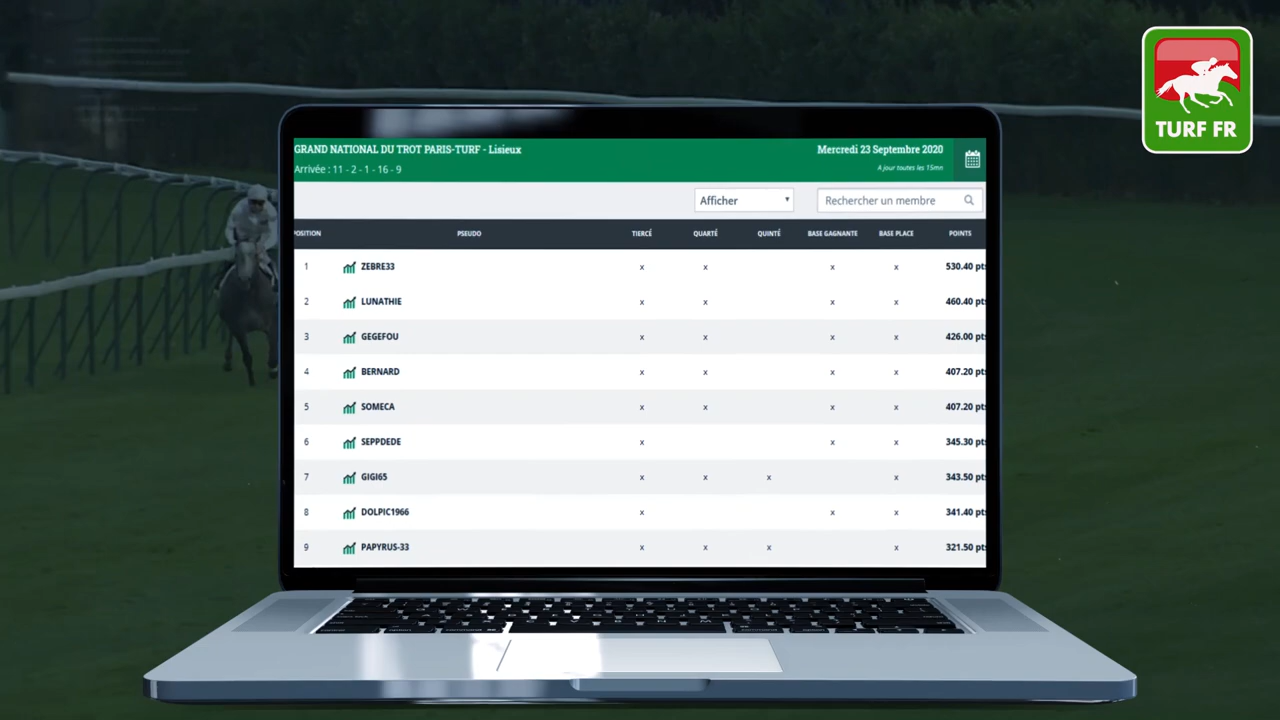 TURF FR
GRAND NATIONAL DU TROT PARIS-TURF - Lisieux
Mercredi 23 Septembre 2020
Arrivée : 11 - 2 - 1 - 16 - 9
A jour toutes les 15mn
Afficher
Rechercher un membre
OSITION PSEUDO TIERCÉ QUARTÉ QUINTÉ BASE GAGNANTE BASE PLACE POINTS
1 ZEBRE33 x x x x 530.40 pts
2 LUNATHIE x x x x 460.40 pts
3 GEGEFOU x x x x 426.00 pts
4 BERNARD x x x x 407.20 pts
5 SOMECA x x x x 407.20 pts
6 SEPPDEDE x x x 345.30 pts
7 GIGI65 x x x x 343.50 pts
8 DOLPIC1966 x x x 341.40 pts
9 PAPYRUS-33 x x x x 321.50 pts